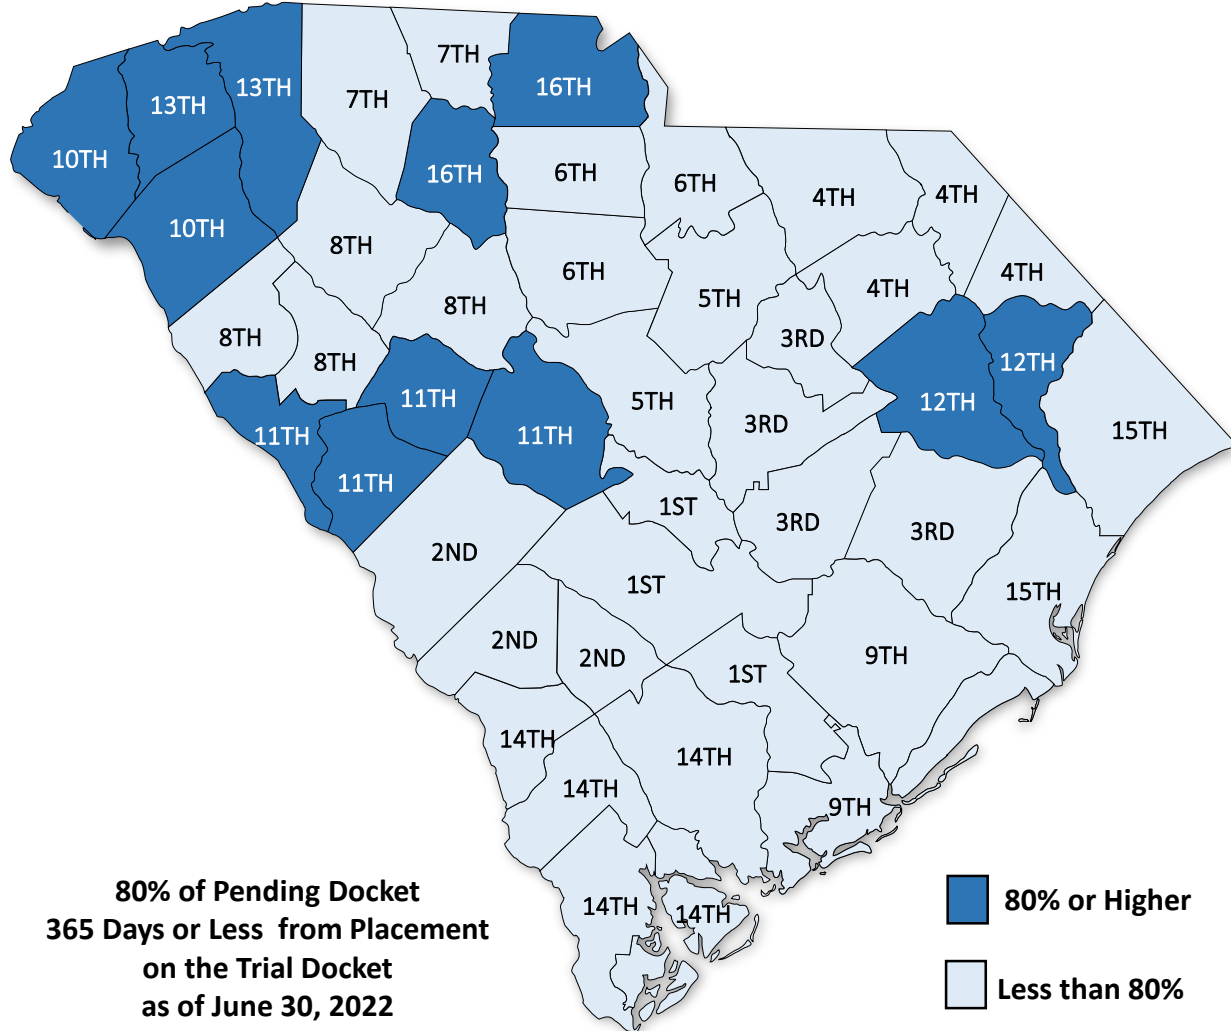 7TH
13TH
16TH
7TH
13TH
10TH
16TH
6TH
6TH
4TH
4TH
10TH
8TH
6TH
4TH
4TH
5TH
8TH
8TH
3RD
8TH
12TH
11TH
5TH
12TH
3RD
15TH
11TH
11TH
11TH
1ST
3RD
3RD
2ND
1ST
15TH
2ND
2ND
9TH
1ST
14TH
14TH
14TH
9TH
14TH
14TH
80% of Pending Docket
365 Days or Less from Placement
on the Trial Docket
as of June 30, 2022
80% or Higher
Less than 80%